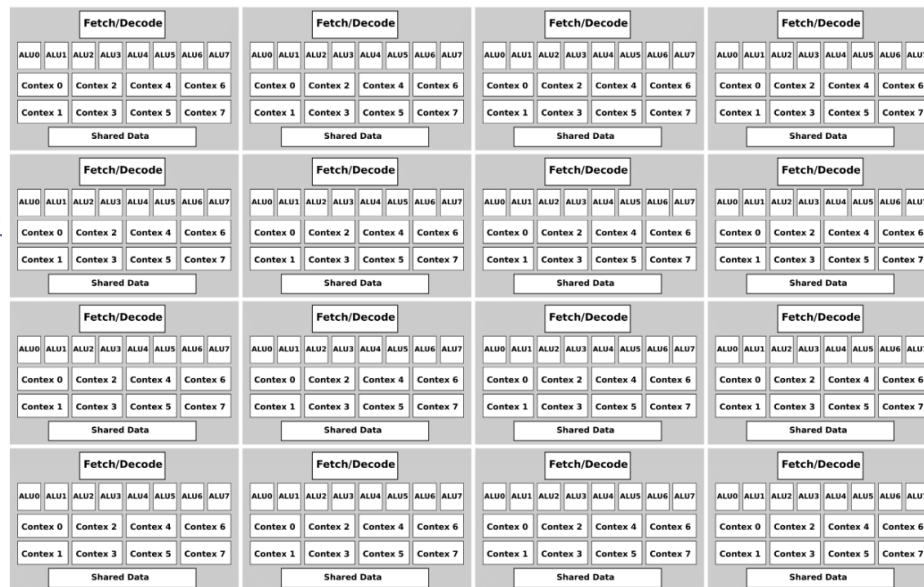 Fetch/Decode
ALU0 ALU1 ALU2 ALU3 ALU4 ALU5 ALU6 ALU7
Contex 0 Contex 2 Contex 4 Contex 6
Contex 1 Contex 3 Contex 5 Contex 7
Shared Data
Fetch/Decode
ALU0 ALU1 ALU2 ALU3 ALU4 ALU5 ALU6 ALU7
Contex 0 Contex 2 Contex 4 Contex 6
Contex 1 Contex 3 Contex 5 Contex 7
Shared Data
Fetch/Decode
ALU0 ALU1 ALU2 ALU3 ALU4 ALU5 ALU6 ALU7
Contex 0 Contex 2 Contex 4 Contex 6
Contex 1 Contex 3 Contex 5 Contex 7
Shared Data
Fetch/Decode
ALU0 ALU1 ALU2 ALU3 ALU4 ALU5 ALU6 ALU7
Contex 0 Contex 2 Contex 4 Contex 6
Contex 1 Contex 3 Contex 5 Contex 7
Shared Data
Fetch/Decode
ALU0 ALU1 ALU2 ALU3 ALU4 ALU5 ALU6 ALU7
Contex 0 Contex 2 Contex 4 Contex 6
Contex 1 Contex 3 Contex 5 Contex 7
Shared Data
Fetch/Decode
ALU0 ALU1 ALU2 ALU3 ALU4 ALU5 ALU6 ALU7
Contex 0 Contex 2 Contex 4 Contex 6
Contex 1 Contex 3 Contex 5 Contex 7
Shared Data
Fetch/Decode
ALU0 ALU1 ALU2 ALU3 ALU4 ALU5 ALU6 ALU7
Contex 0 Contex 2 Contex 4 Contex 6
Contex 1 Contex 3 Contex 5 Contex 7
Shared Data
Fetch/Decode
ALU0 ALU1 ALU2 ALU3 ALU4 ALU5 ALU6 ALU7
Contex 0 Contex 2 Contex 4 Contex 6
Contex 1 Contex 3 Contex 5 Contex 7
Shared Data
Fetch/Decode
ALU0 ALU1 ALU2 ALU3 ALU4 ALU5 ALU6 ALU7
Contex 0 Contex 2 Contex 4 Contex 6
Contex 1 Contex 3 Contex 5 Contex 7
Shared Data
Fetch/Decode
ALU0 ALU1 ALU2 ALU3 ALU4 ALU5 ALU6 ALU7
Contex 0 Contex 2 Contex 4 Contex 6
Contex 1 Contex 3 Contex 5 Contex 7
Shared Data
Fetch/Decode
ALU0 ALU1 ALU2 ALU3 ALU4 ALU5 ALU6 ALU7
Contex 0 Contex 2 Contex 4 Contex 6
Contex 1 Contex 3 Contex 5 Contex 7
Shared Data
Fetch/Decode
ALU0 ALU1 ALU2 ALU3 ALU4 ALU5 ALU6 ALU7
Contex 0 Contex 2 Contex 4 Contex 6
Contex 1 Contex 3 Contex 5 Contex 7
Shared Data
Fetch/Decode
ALU0 ALU1 ALU2 ALU3 ALU4 ALU5 ALU6 ALU7
Contex 0 Contex 2 Contex 4 Contex 6
Contex 1 Contex 3 Contex 5 Contex 7
Shared Data
Fetch/Decode
ALU0 ALU1 ALU2 ALU3 ALU4 ALU5 ALU6 ALU7
Contex 0 Contex 2 Contex 4 Contex 6
Contex 1 Contex 3 Contex 5 Contex 7
Shared Data
Fetch/Decode
ALU0 ALU1 ALU2 ALU3 ALU4 ALU5 ALU6 ALU7
Contex 0 Contex 2 Contex 4 Contex 6
Contex 1 Contex 3 Contex 5 Contex 7
Shared Data
Fetch/Decode
ALU0 ALU1 ALU2 ALU3 ALU4 ALU5 ALU6 ALU7
Contex 0 Contex 2 Contex 4 Contex 6
Contex 1 Contex 3 Contex 5 Contex 7
Shared Data